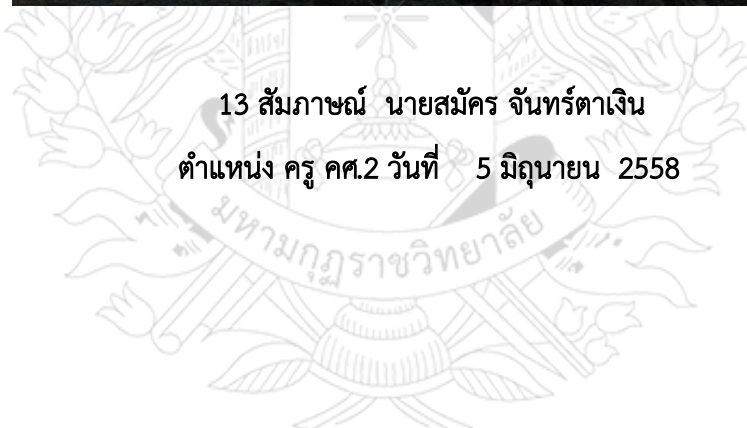 13 สัมภาษณ์ นายสมัคร จันทร์ตาเงิน
ตำแหน่ง ครู คศ.2 วันที่ 5 มิถุนายน 2558
มหามกุฏราชวิทยาลัย